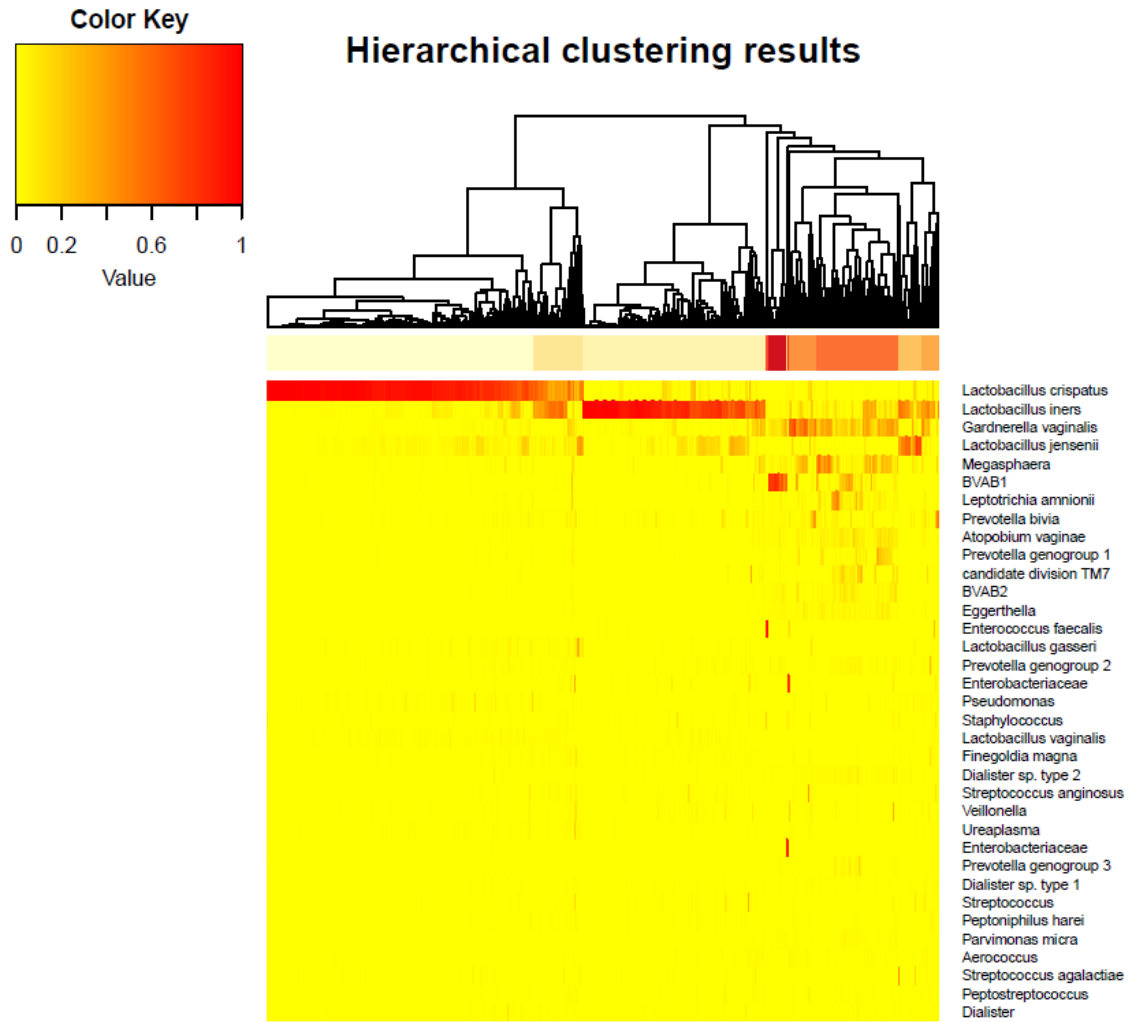 Color Key
Hierarchical clustering results
0 0.2 0.6 1
Value
Lactobacillus crispatus
Lactobacillus iners
Gardnerella vaginalis
Lactobacillus jensenii
Megasphaera
BVAB1
Leptotrichia amnionii
Prevotella bivia
Atopobium vaginae
Prevotella genogroup 1
candidate division TM7
BVAB2
Eggerthella
Enterococcus faecalis
Lactobacillus gasseri
Prevotella genogroup 2
Enterobacteriaceae
Pseudomonas
Staphylococcus
Lactobacillus vaginalis
Finegoldia magna
Dialister sp. type 2
Streptococcus anginosus
Veillonella
Ureaplasma
Enterobacteriaceae
Prevotella genogroup 3
Dialister sp. type 1
Streptococcus
Peptoniphilus harei
Parvimonas micra
Aerococcus
Streptococcus agalactiae
Peptostreptococcus
Dialister